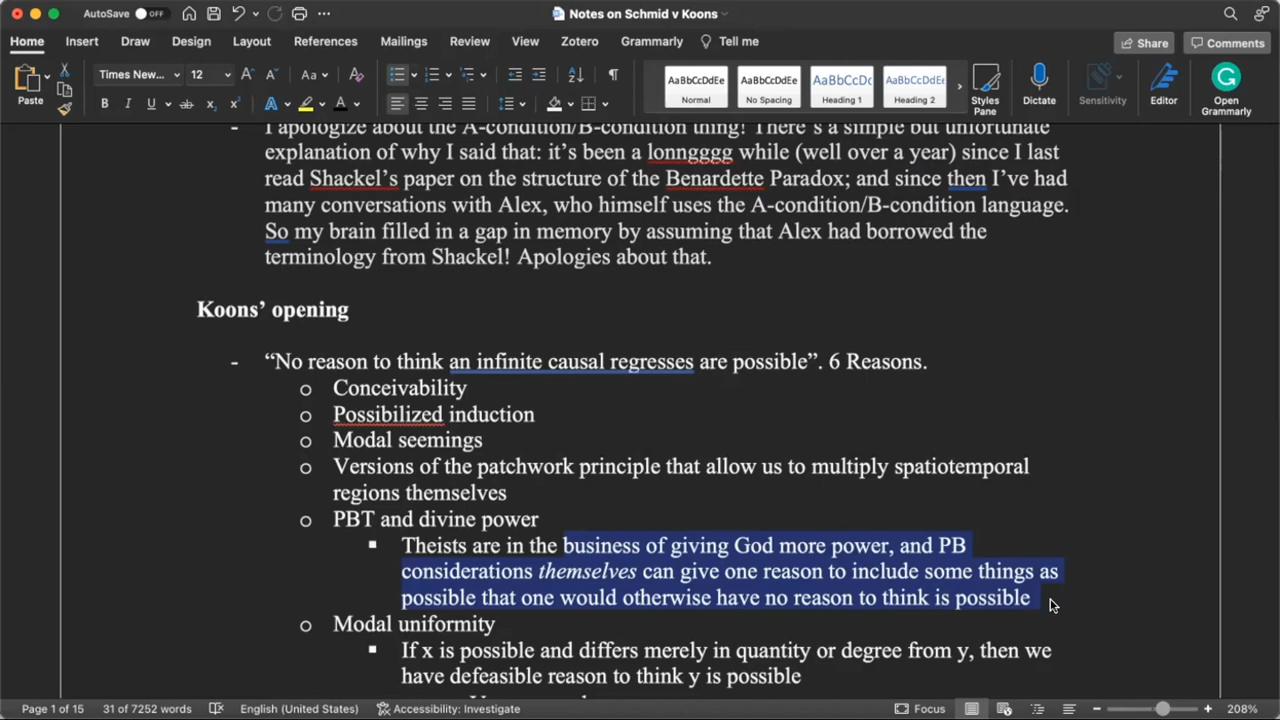 AutoSave OFF
Notes on Schmid v Koons
Home Insert Draw Design Layout References Mailings Review View Zotero Grammarly Tell me
Share Comments
Times New... 12 Aa
AaBbCcDdEe AaBbCcDdEe AaBbCcDc AaBbCcDdEe
Paste Normal No Spacing Heading 1 Heading 2 Styles Pane Dictate Sensitivity Editor Open Grammarly
- I apologize about the A-condition/B-condition thing! There's a simple but unfortunate
explanation of why I said that: it's been a lonngggg while (well over a year) since I last
read Shackel's paper on the structure of the Benardette Paradox; and since then I've had
many conversations with Alex, who himself uses the A-condition/B-condition language.
So my brain filled in a gap in memory by assuming that Alex had borrowed the
terminology from Shackel! Apologies about that.
Koons' opening
- “No reason to think an infinite causal regresses are possible”. 6 Reasons.
o Conceivability
o Possibilized induction
o Modal seemings
o Versions of the patchwork principle that allow us to multiply spatiotemporal
regions themselves
o PBT and divine power
▪ Theists are in the business of giving God more power, and PB
considerations themselves can give one reason to include some things as
possible that one would otherwise have no reason to think is possible
o Modal uniformity
▪ If x is possible and differs merely in quantity or degree from y, then we
have defeasible reason to think y is possible
Page 1 of 15 31 of 7252 words English (United States) Accessibility: Investigate Focus 208%